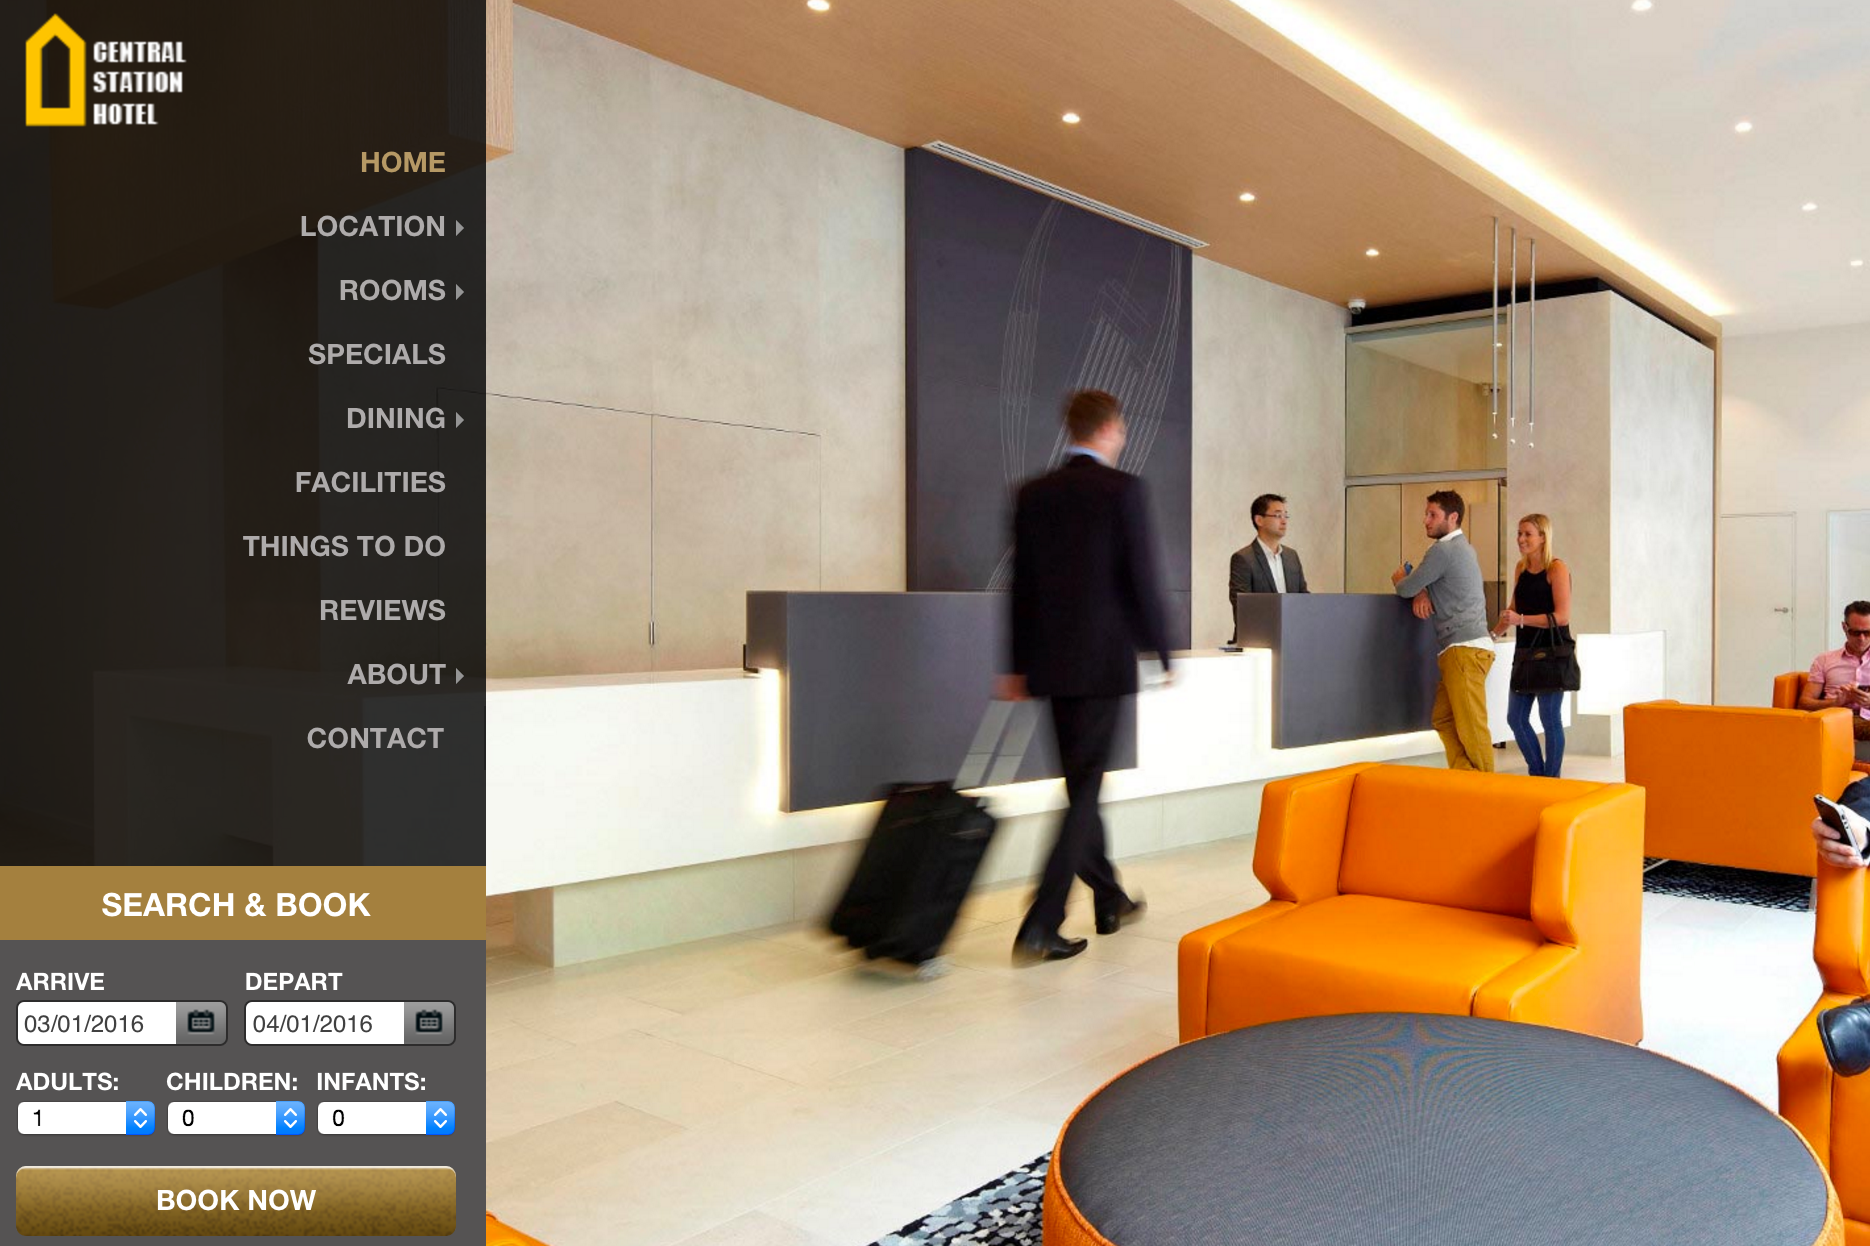 CENTRAL
STATION
HOTEL
HOME
LOCATION
ROOMS
SPECIALS
DINING
FACILITIES
THINGS TO DO
REVIEWS
ABOUT
CONTACT
SEARCH & BOOK
ARRIVE DEPART
03/01/2016 04/01/2016
ADULTS: CHILDREN: INFANTS:
1 0 0
BOOK NOW